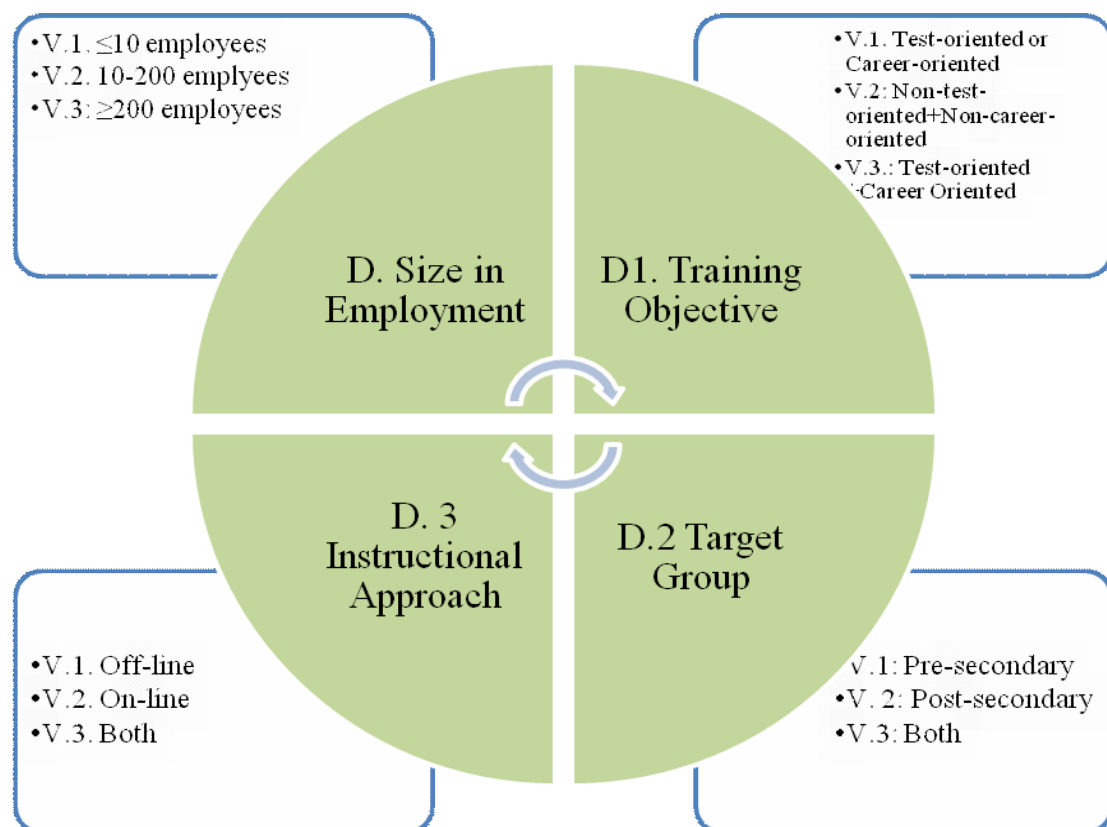 •V.1. ≤10 employees
•V.2. 10-200 emplyees
•V.3: ≥200 employees
•V.1. Test-oriented or
Career-oriented
•V.2: Non-test-
oriented+Non-career-
oriented
•V.3.: Test-oriented
+Career Oriented
D. Size in
Employment
D1. Training
Objective
D. 3
Instructional
Approach
D.2 Target
Group
•V.1. Off-line
•V.2. On-line
•V.3. Both
V.1: Pre-secondary
•V. 2: Post-secondary
•V.3: Both